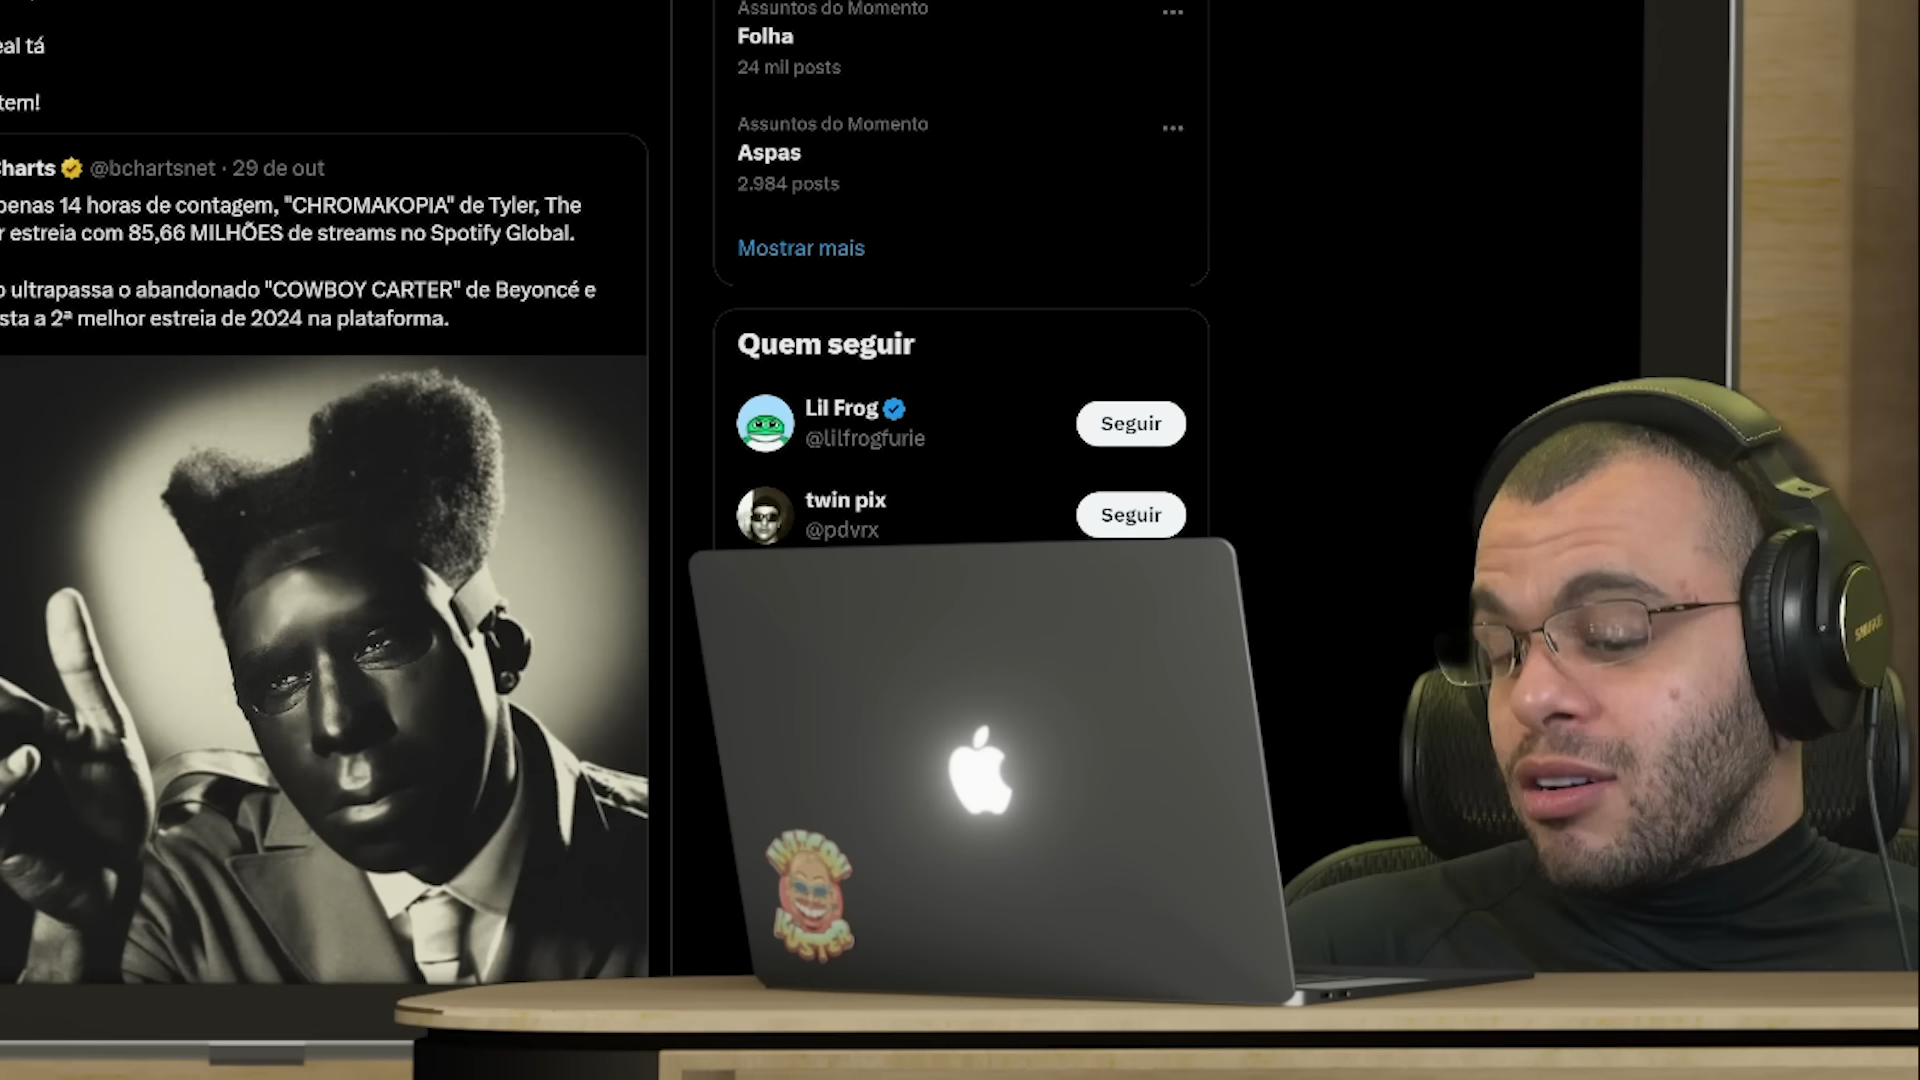 eal tá
tem!
harts @bchartsnet · 29 de out
penas 14 horas de contagem, "CHROMAKOPIA" de Tyler, The
r estreia com 85,66 MILHÕES de streams no Spotify Global.
o ultrapassa o abandonado "COWBOY CARTER" de Beyoncé e
sta a 2ª melhor estreia de 2024 na plataforma.
Assuntos do Momento
Folha
24 mil posts
Assuntos do Momento
Aspas
2.984 posts
Mostrar mais
Quem seguir
Lil Frog
@lilfrogfurie
Seguir
twin pix
@pdvrx
Seguir